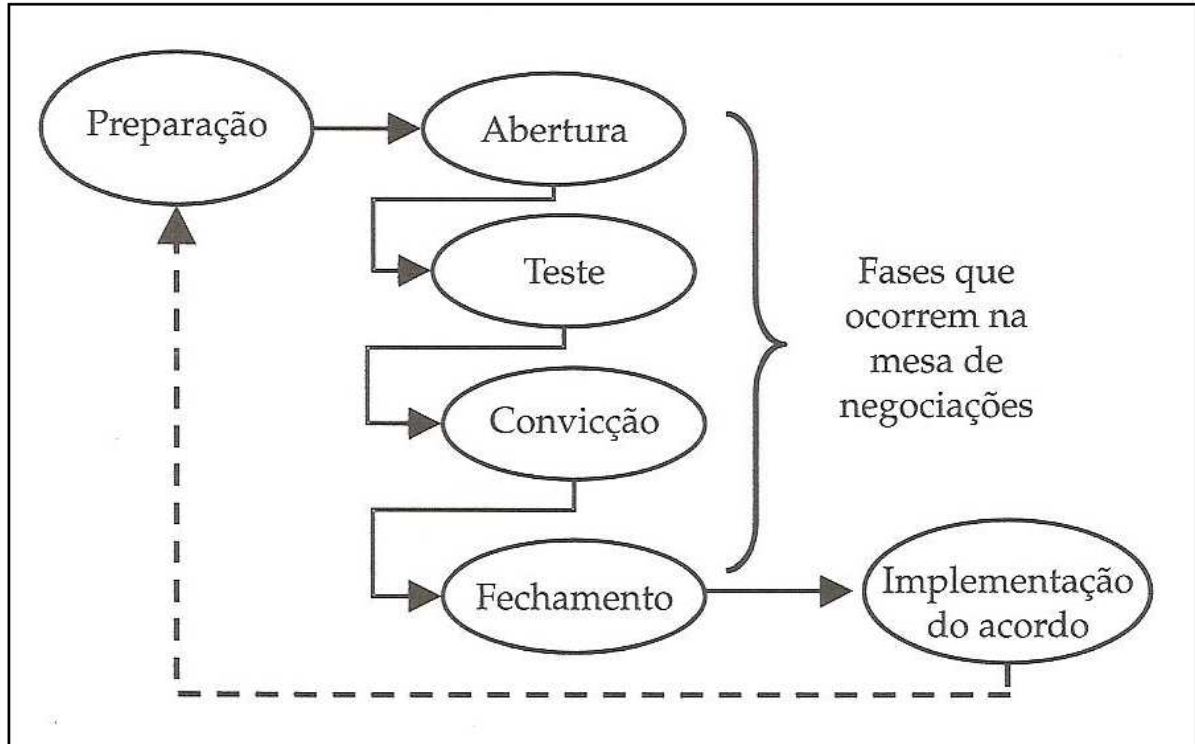 Preparação
Abertura
Teste
Convicção
Fechamento
Fases que
ocorrem na
mesa de
negociações
Implementação
do acordo